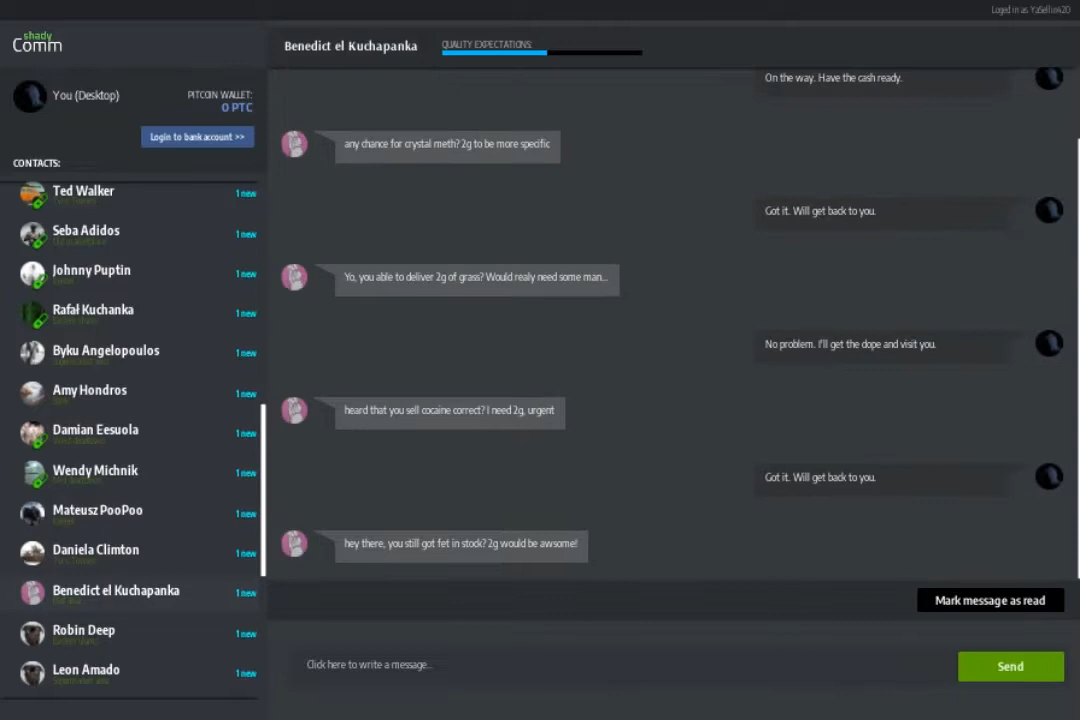 Loged in as YaSellin420
shady
Comm
Benedict el Kuchapanka
QUALITY EXPECTATIONS:
You (Desktop)
PITCOIN WALLET:
0 PTC
Login to bank account >>
CONTACTS:
Ted Walker 1 new
Seba Adidos 1 new
Johnny Puptin 1 new
Rafał Kuchanka 1 new
Byku Angelopoulos 1 new
Amy Hondros 1 new
Damian Eesuola 1 new
Wendy Michnik 1 new
Mateusz PooPoo 1 new
Daniela Climton 1 new
Benedict el Kuchapanka 1 new
Robin Deep 1 new
Leon Amado 1 new
On the way. Have the cash ready.
any chance for crystal meth? 2g to be more specific
Got it. Will get back to you.
Yo, you able to deliver 2g of grass? Would realy need some man...
No problem. I'll get the dope and visit you.
heard that you sell cocaine correct? I need 2g, urgent
Got it. Will get back to you.
hey there, you still got fet in stock? 2g would be awsome!
Mark message as read
Click here to write a message...
Send